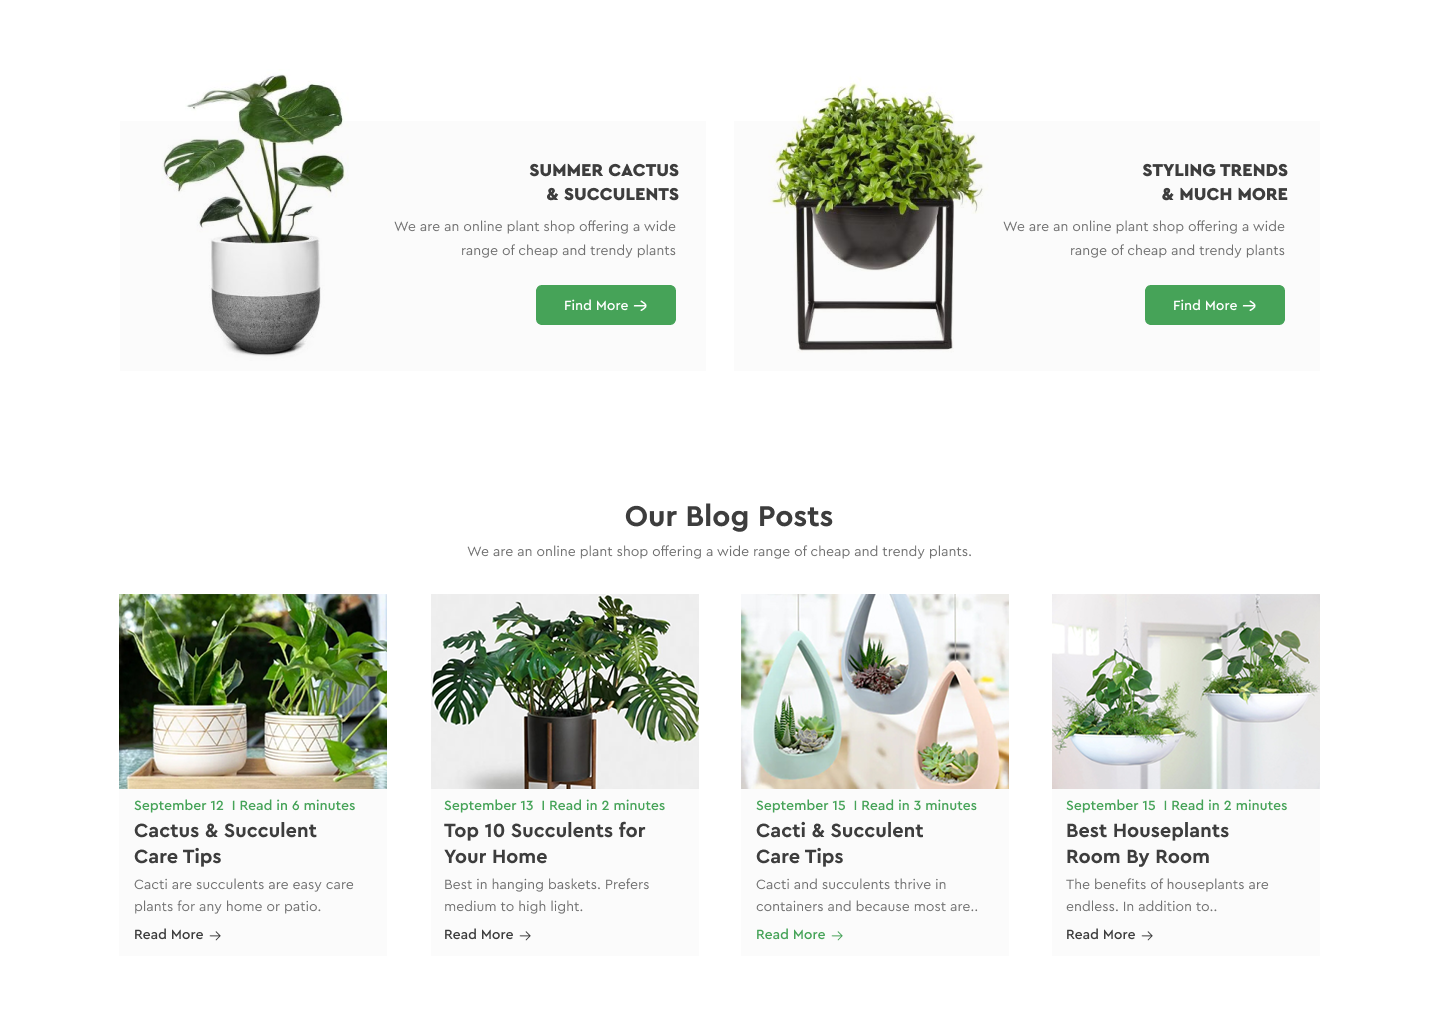 SUMMER CACTUS
& SUCCULENTS
We are an online plant shop offering a wide
range of cheap and trendy plants
Find More →
STYLING TRENDS
& MUCH MORE
We are an online plant shop offering a wide
range of cheap and trendy plants
Find More →
Our Blog Posts
We are an online plant shop offering a wide range of cheap and trendy plants.
September 12 I Read in 6 minutes
Cactus & Succulent
Care Tips
Cacti are succulents are easy care
plants for any home or patio.
Read More →
September 13 I Read in 2 minutes
Top 10 Succulents for
Your Home
Best in hanging baskets. Prefers
medium to high light.
Read More →
September 15 I Read in 3 minutes
Cacti & Succulent
Care Tips
Cacti and succulents thrive in
containers and because most are..
Read More →
September 15 I Read in 2 minutes
Best Houseplants
Room By Room
The benefits of houseplants are
endless. In addition to..
Read More →